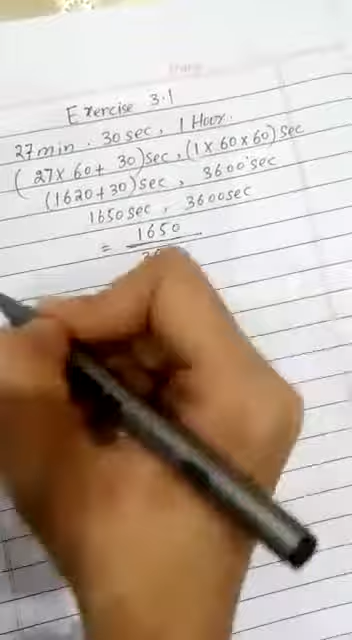 Exercise 3.1
27 min . 30 sec , 1 Hour.
(27 x 60 + 30) sec , (1 x 60 x 60) sec
(1620 + 30) sec , 3600 sec
1650 sec , 3600 sec
= 1650